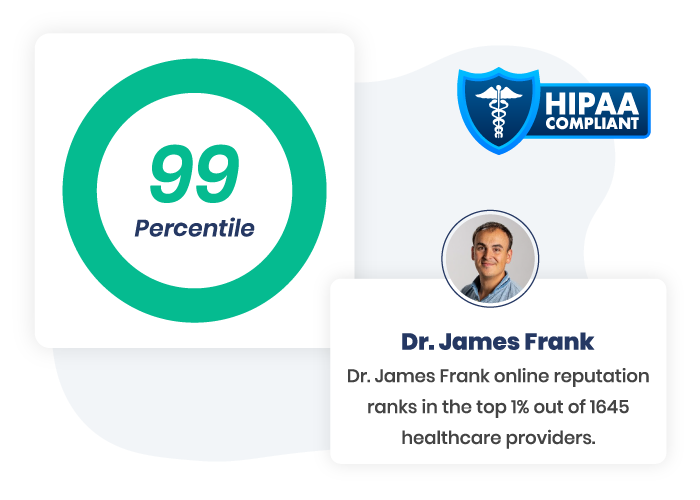 99
Percentile
HIPAA
COMPLIANT
Dr. James Frank
Dr. James Frank online reputation
ranks in the top 1% out of 1645
healthcare providers.